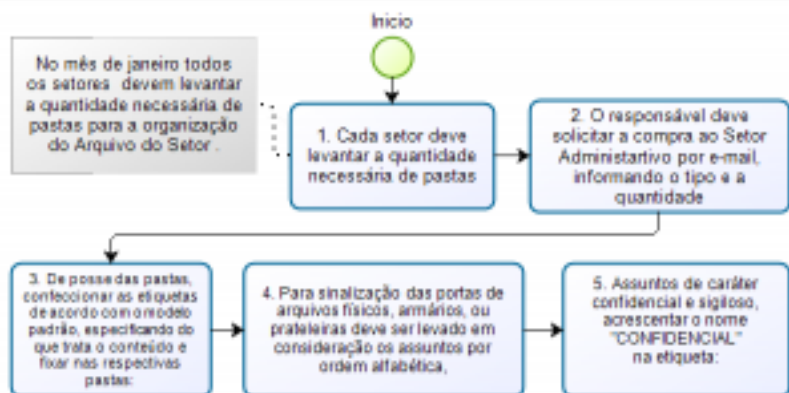 Inicio
No mês de janeiro todos
os setores devem levantar
a quantidade necessária de
pastas para a organização
do Arquivo do Setor .
1. Cada setor deve
levantar a quantidade
necessária de pastas
2. O responsável deve
solicitar a compra ao Setor
Administartivo por e-mail,
informando o tipo e a
quantidade
3. De posse das pastas,
confeccionar as etiquetas
de acordo com o modelo
padrão, especificando do
que trata o conteúdo e
fixar nas respectivas
pastas:
4. Para sinalização das portas de
arquivos físicos, armários, ou
prateleiras deve ser levado em
consideração os assuntos por
ordem alfabética,
5. Assuntos de caráter
confidencial e sigiloso,
acrescentar o nome
"CONFIDENCIAL"
na etiqueta: